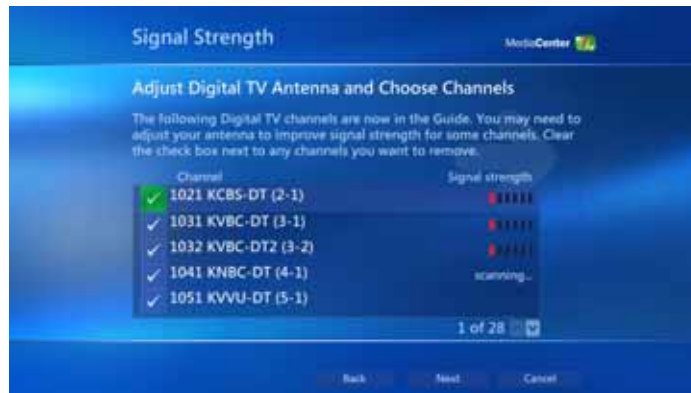 Signal Strength
MediaCenter
Adjust Digital TV Antenna and Choose Channels
The following Digital TV channels are now in the Guide. You may need to
adjust your antenna to improve signal strength for some channels. Clear
the check box next to any channels you want to remove.
Channel Signal strength
1021 KCBS-DT (2-1)
1031 KVBC-DT (3-1)
1032 KVBC-DT2 (3-2)
1041 KNBC-DT (4-1) scanning...
1051 KVVU-DT (5-1)
1 of 28
Back Next Cancel